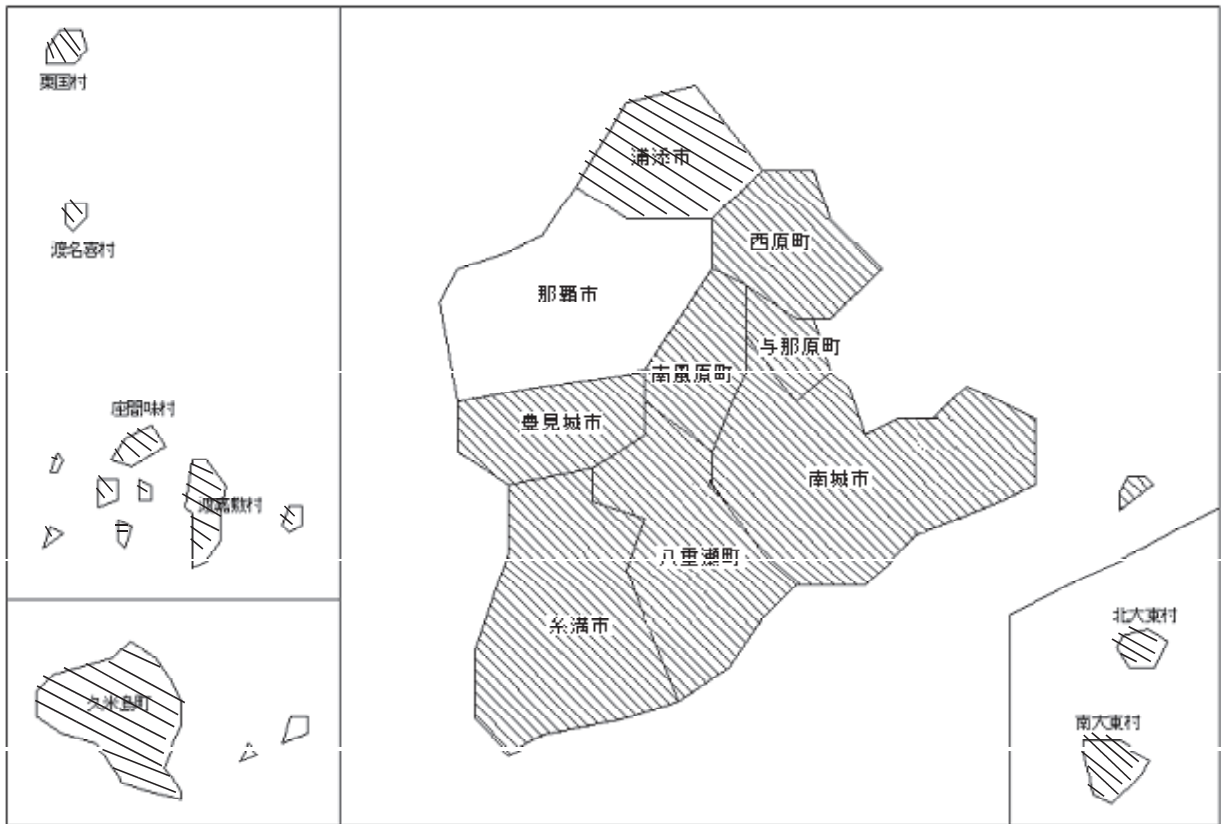 粟国村
渡名喜村
座間味村
渡嘉敷村
久米島町
浦添市
西原町
那覇市
与那原町
南風原町
豊見城市
南城市
八重瀬町
糸満市
北大東村
南大東村